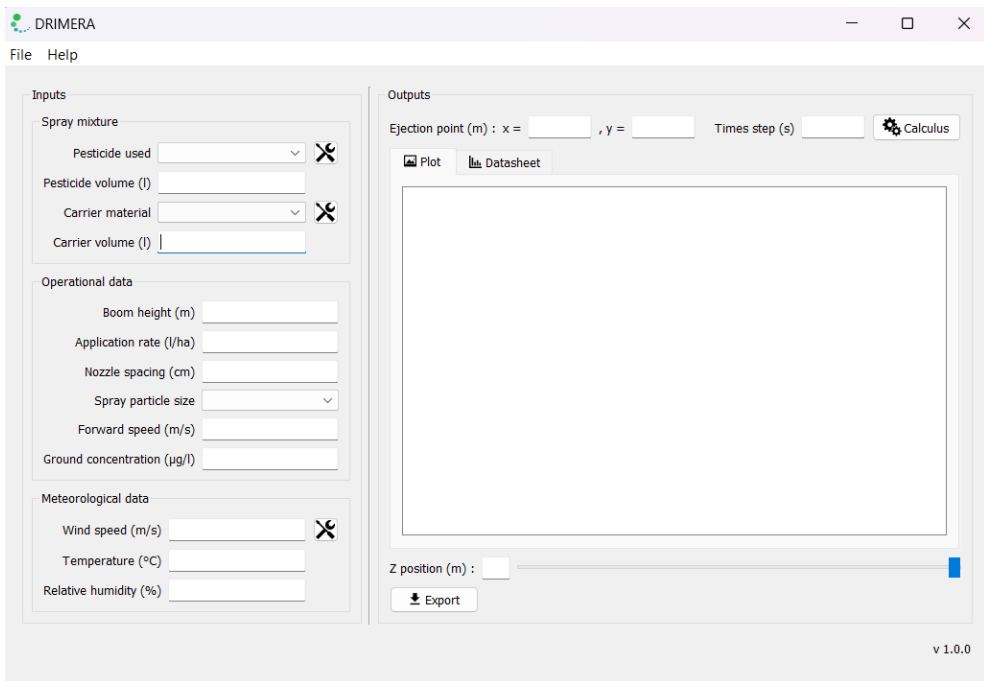 DRIMERA
File Help
Inputs
Spray mixture
Pesticide used
Pesticide volume (l)
Carrier material
Carrier volume (l)
Operational data
Boom height (m)
Application rate (l/ha)
Nozzle spacing (cm)
Spray particle size
Forward speed (m/s)
Ground concentration (µg/l)
Meteorological data
Wind speed (m/s)
Temperature (ºC)
Relative humidity (%)
Outputs
Ejection point (m) : x = , y = Times step (s) Calculus
Plot Datasheet
Z position (m) :
Export
v 1.0.0